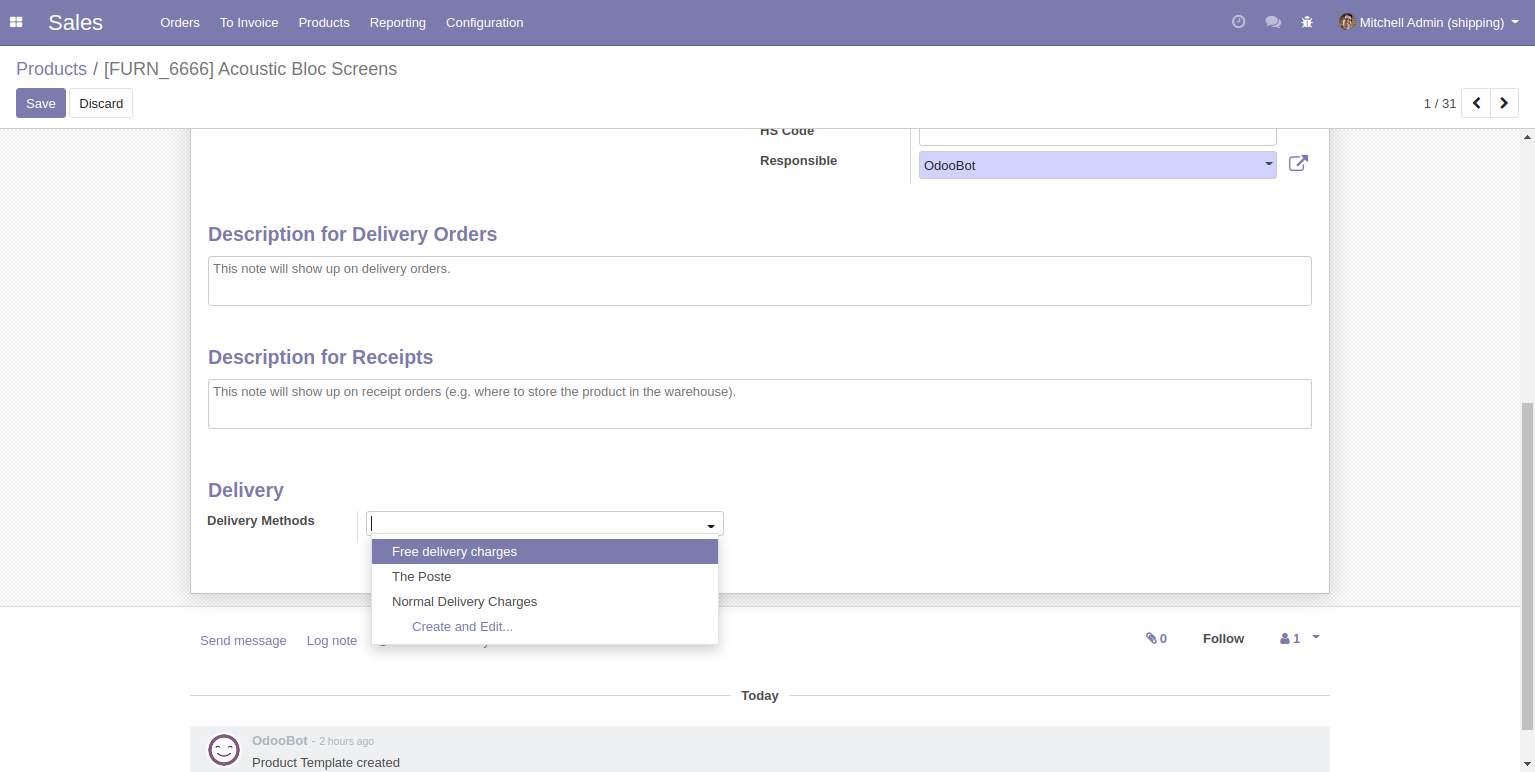 Sales Orders To Invoice Products Reporting Configuration Mitchell Admin (shipping)
Products / [FURN_6666] Acoustic Bloc Screens
Save Discard 1 / 31
HS Code
Responsible OdooBot
Description for Delivery Orders
This note will show up on delivery orders.
Description for Receipts
This note will show up on receipt orders (e.g. where to store the product in the warehouse).
Delivery
Delivery Methods
Free delivery charges
The Poste
Normal Delivery Charges
Create and Edit...
Send message Log note 0 Follow 1
Today
OdooBot - 2 hours ago
Product Template created